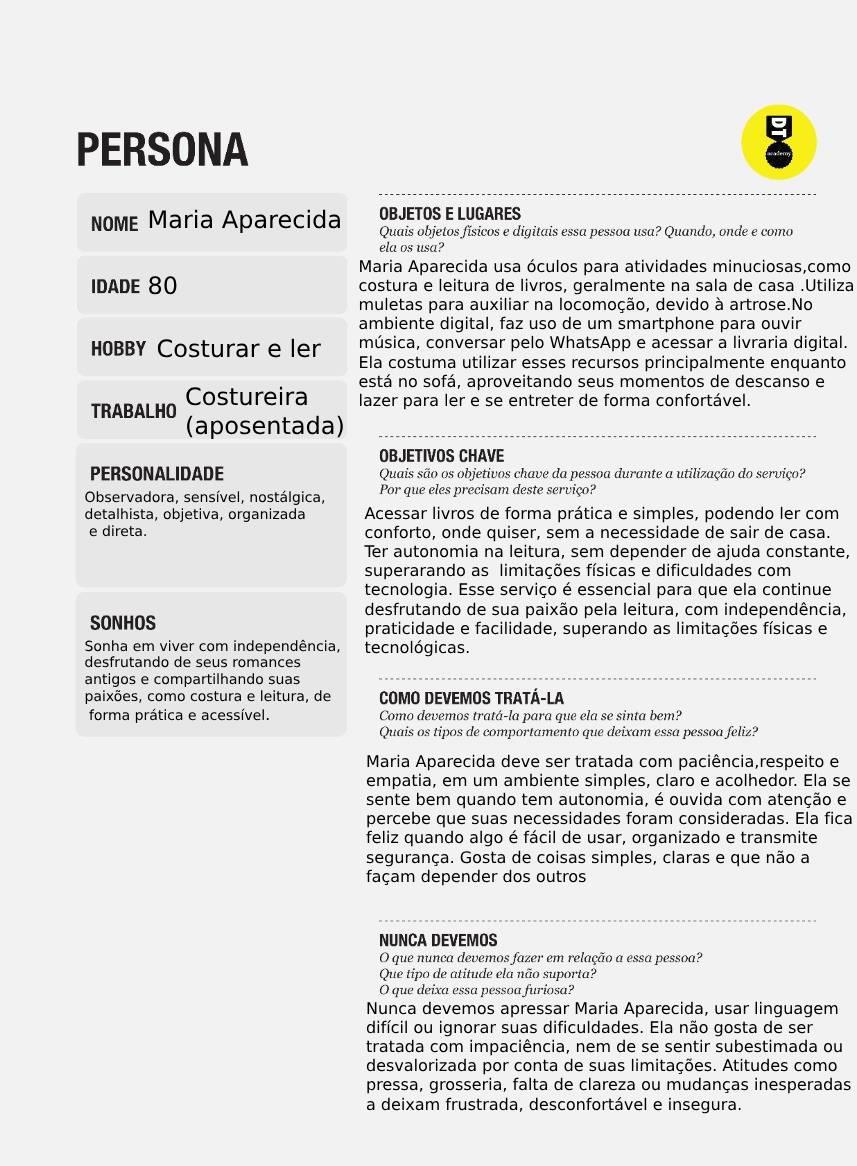 PERSONA
DT
academy
NOME Maria Aparecida
IDADE 80
HOBBY Costurar e ler
TRABALHO Costureira
(aposentada)
PERSONALIDADE
Observadora, sensível, nostálgica,
detalhista, objetiva, organizada
e direta.
SONHOS
Sonha em viver com independência,
desfrutando de seus romances
antigos e compartilhando suas
paixões, como costura e leitura, de
forma prática e acessível.
OBJETOS E LUGARES
Quais objetos físicos e digitais essa pessoa usa? Quando, onde e como
ela os usa?
Maria Aparecida usa óculos para atividades minuciosas,como
costura e leitura de livros, geralmente na sala de casa .Utiliza
muletas para auxiliar na locomoção, devido à artrose.No
ambiente digital, faz uso de um smartphone para ouvir
música, conversar pelo WhatsApp e acessar a livraria digital.
Ela costuma utilizar esses recursos principalmente enquanto
está no sofá, aproveitando seus momentos de descanso e
lazer para ler e se entreter de forma confortável.
OBJETIVOS CHAVE
Quais são os objetivos chave da pessoa durante a utilização do serviço?
Por que eles precisam deste serviço?
Acessar livros de forma prática e simples, podendo ler com
conforto, onde quiser, sem a necessidade de sair de casa.
Ter autonomia na leitura, sem depender de ajuda constante,
superarando as  limitações físicas e dificuldades com
tecnologia. Esse serviço é essencial para que ela continue
desfrutando de sua paixão pela leitura, com independência,
praticidade e facilidade, superando as limitações físicas e
tecnológicas.
COMO DEVEMOS TRATÁ-LA
Como devemos tratá-la para que ela se sinta bem?
Quais os tipos de comportamento que deixam essa pessoa feliz?
Maria Aparecida deve ser tratada com paciência,respeito e
empatia, em um ambiente simples, claro e acolhedor. Ela se
sente bem quando tem autonomia, é ouvida com atenção e
percebe que suas necessidades foram consideradas. Ela fica
feliz quando algo é fácil de usar, organizado e transmite
segurança. Gosta de coisas simples, claras e que não a
façam depender dos outros
NUNCA DEVEMOS
O que nunca devemos fazer em relação a essa pessoa?
Que tipo de atitude ela não suporta?
O que deixa essa pessoa furiosa?
Nunca devemos apressar Maria Aparecida, usar linguagem
difícil ou ignorar suas dificuldades. Ela não gosta de ser
tratada com impaciência, nem de se sentir subestimada ou
desvalorizada por conta de suas limitações. Atitudes como
pressa, grosseria, falta de clareza ou mudanças inesperadas
a deixam frustrada, desconfortável e insegura.